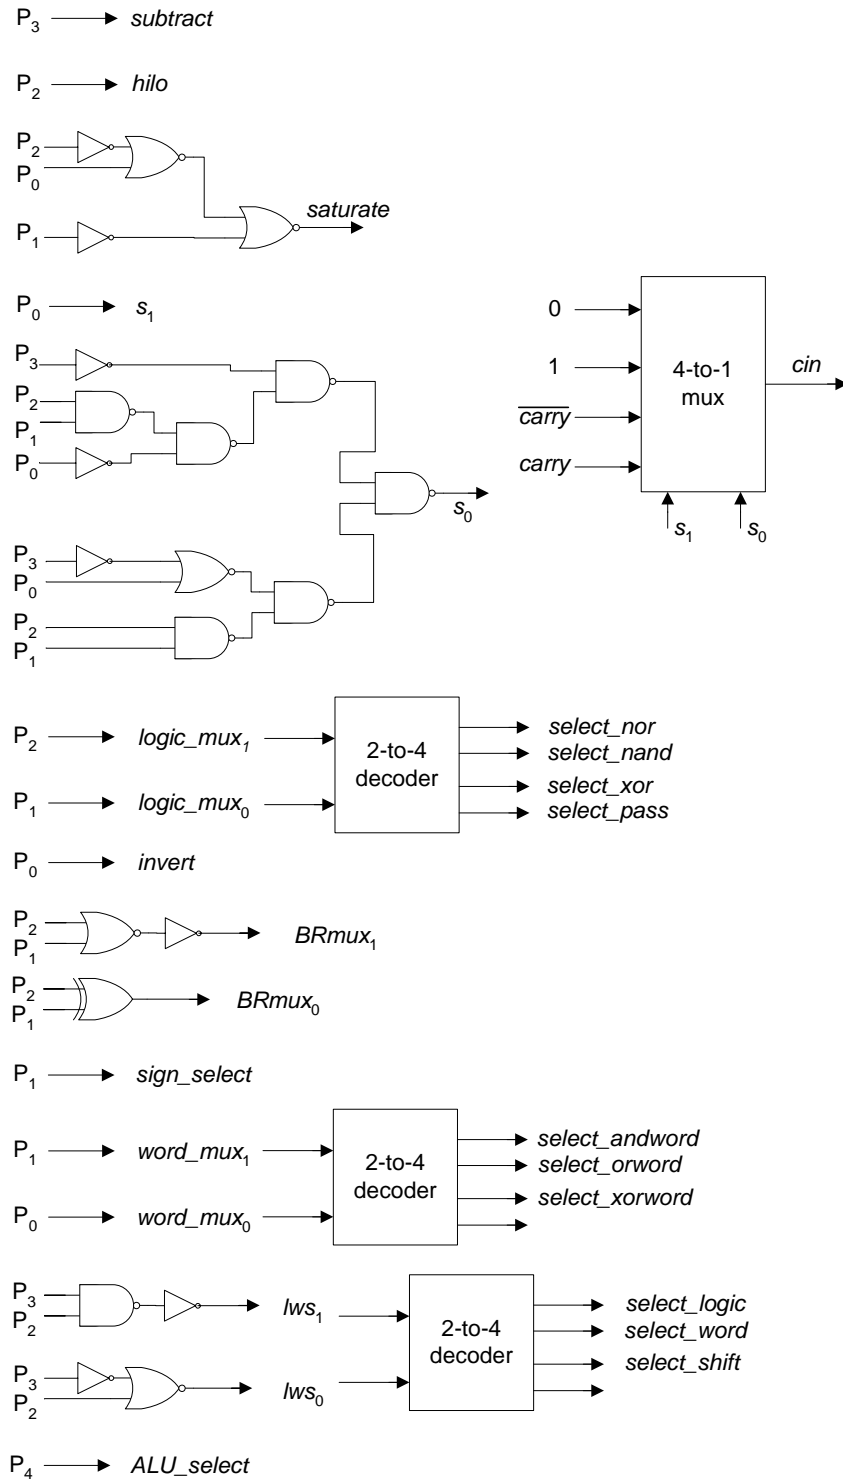 P3 subtract
P2 hilo
P2
P0
saturate
P1
P0 s1
0
P3
1
4-to-1
mux
cin
P2
P1
carry
P0
carry
s0
s1 s0
P3
P0
P2
P1
select_nor
P2 logic_mux1
2-to-4
decoder
select_nand
select_xor
P1 logic_mux0
select_pass
P0 invert
P2
P1
BRmux1
P2
P1
BRmux0
P1 sign_select
select_andword
P1 word_mux1
2-to-4
decoder
select_orword
select_xorword
P0 word_mux0
P3
P2
lws1
select_logic
2-to-4
decoder
select_word
select_shift
P3
P2
lws0
P4 ALU_select